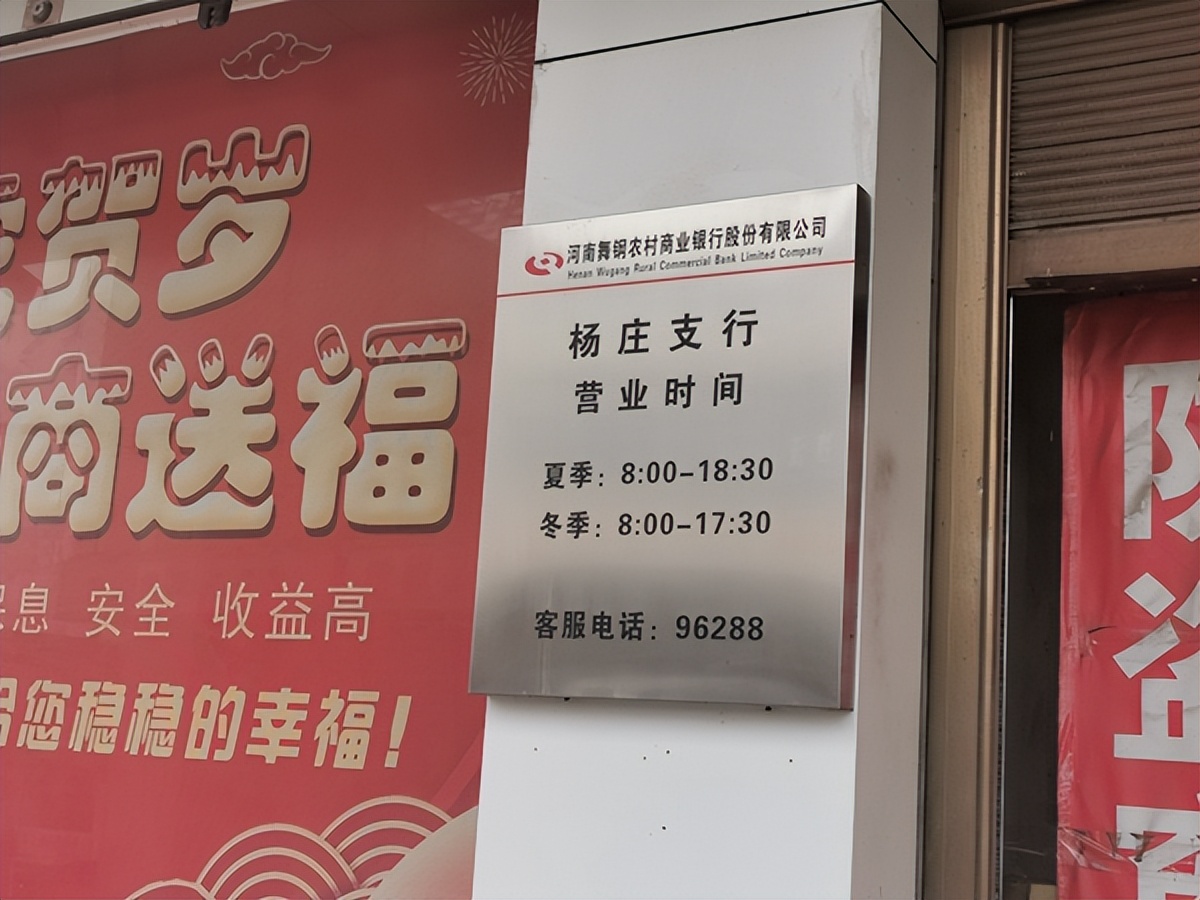 贺岁
商送福
息 安全 收益高
您稳稳的幸福!
河南舞钢农村商业银行股份有限公司
Henan Wugang Rural Commercial Bank Limited Company
杨庄支行
营业时间
夏季：8:00-18:30
冬季：8:00-17:30
客服电话：96288
防
盗